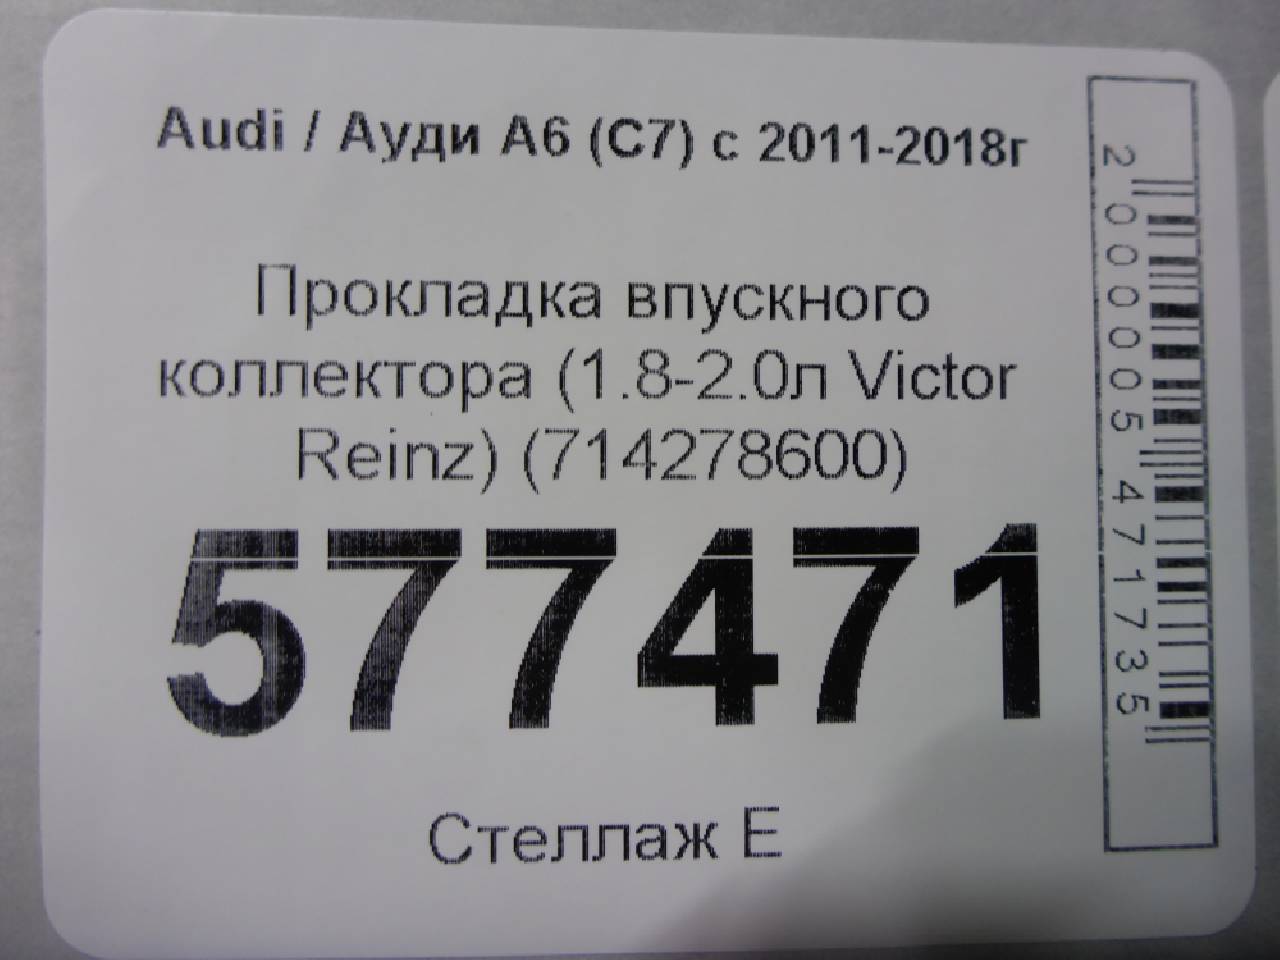 Audi / Ауди А6 (С7) с 2011-2018г
Прокладка впускного
коллектора (1.8-2.0л Victor
Reinz) (714278600)
577471
Стеллаж Е
2000005471735